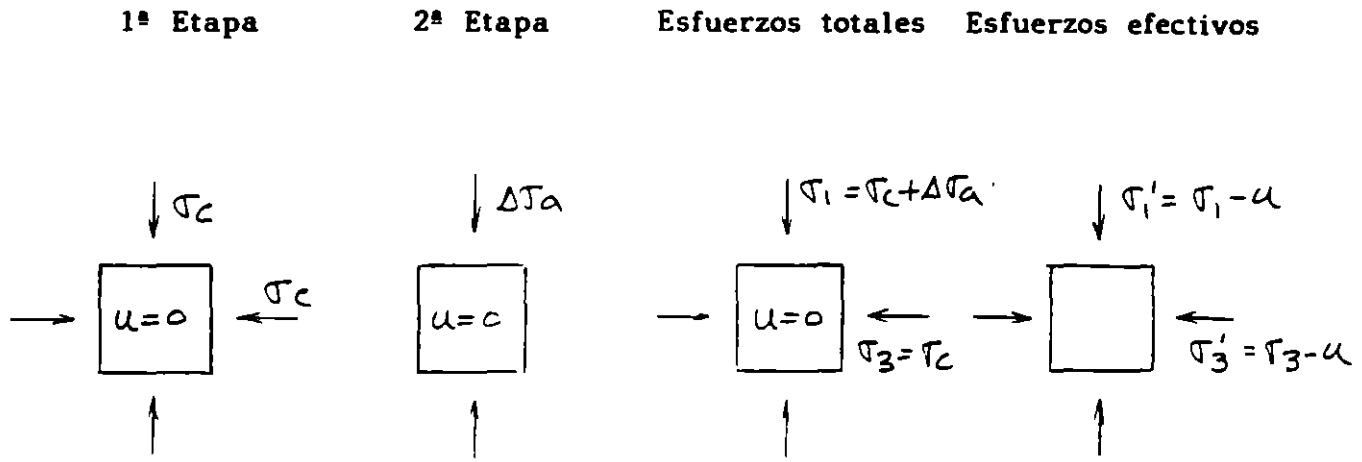 1ª Etapa 2ª Etapa Esfuerzos totales Esfuerzos efectivos
σc Δσa σ1 = σc+Δσa σ1' = σ1-u
u=0 σc u=0 u=0 σ3=σc σ3' = σ3-u